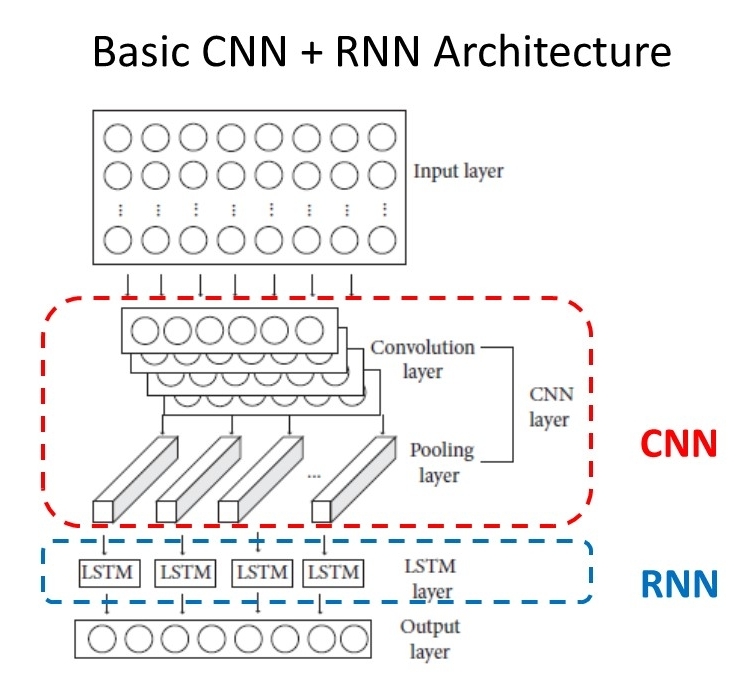 Basic CNN + RNN Architecture
Input layer
Convolution
layer
CNN
layer
CNN
Pooling
layer
...
LSTM LSTM LSTM LSTM
LSTM
layer
RNN
Output
layer